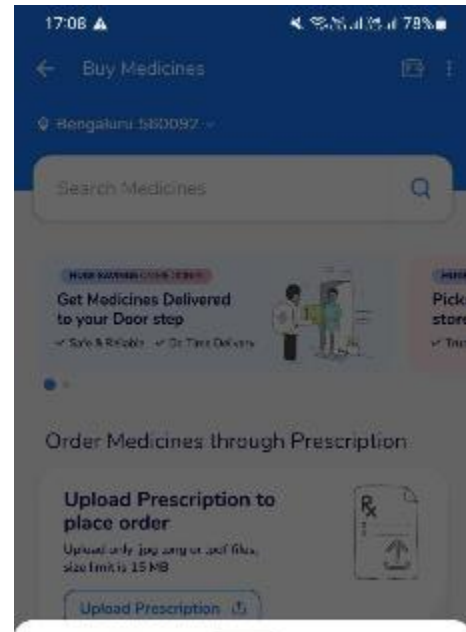 17:08
78%
Buy Medicines
Bengaluru 560092
Search Medicines
Get Medicines Delivered
to your Door step
Safe & Reliable On Time Delivery
Pick
store
Order Medicines through Prescription
Upload Prescription to
place order
Upload only .jpg .png or .pdf files,
size limit is 15 MB
Upload Prescription
Rx